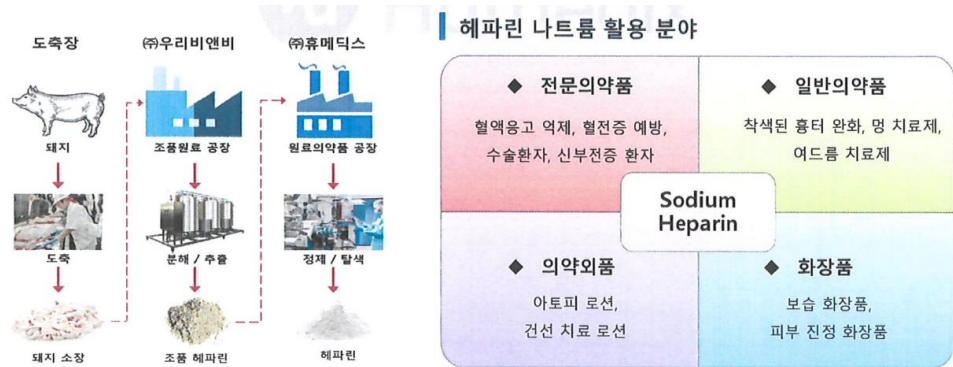 도축장
돼지
도축
돼지 소장
㈜우리비앤비
조품원료 공장
분해 / 추출
조품 헤파린
㈜휴메딕스
원료의약품 공장
정제 / 탈색
헤파린
헤파린 나트륨 활용 분야
◆ 전문의약품
혈액응고 억제, 혈전증 예방,
수술환자, 신부전증 환자
◆ 일반의약품
착색된 흉터 완화, 멍 치료제,
여드름 치료제
Sodium
Heparin
◆ 의약외품
아토피 로션,
건선 치료 로션
◆ 화장품
보습 화장품,
피부 진정 화장품